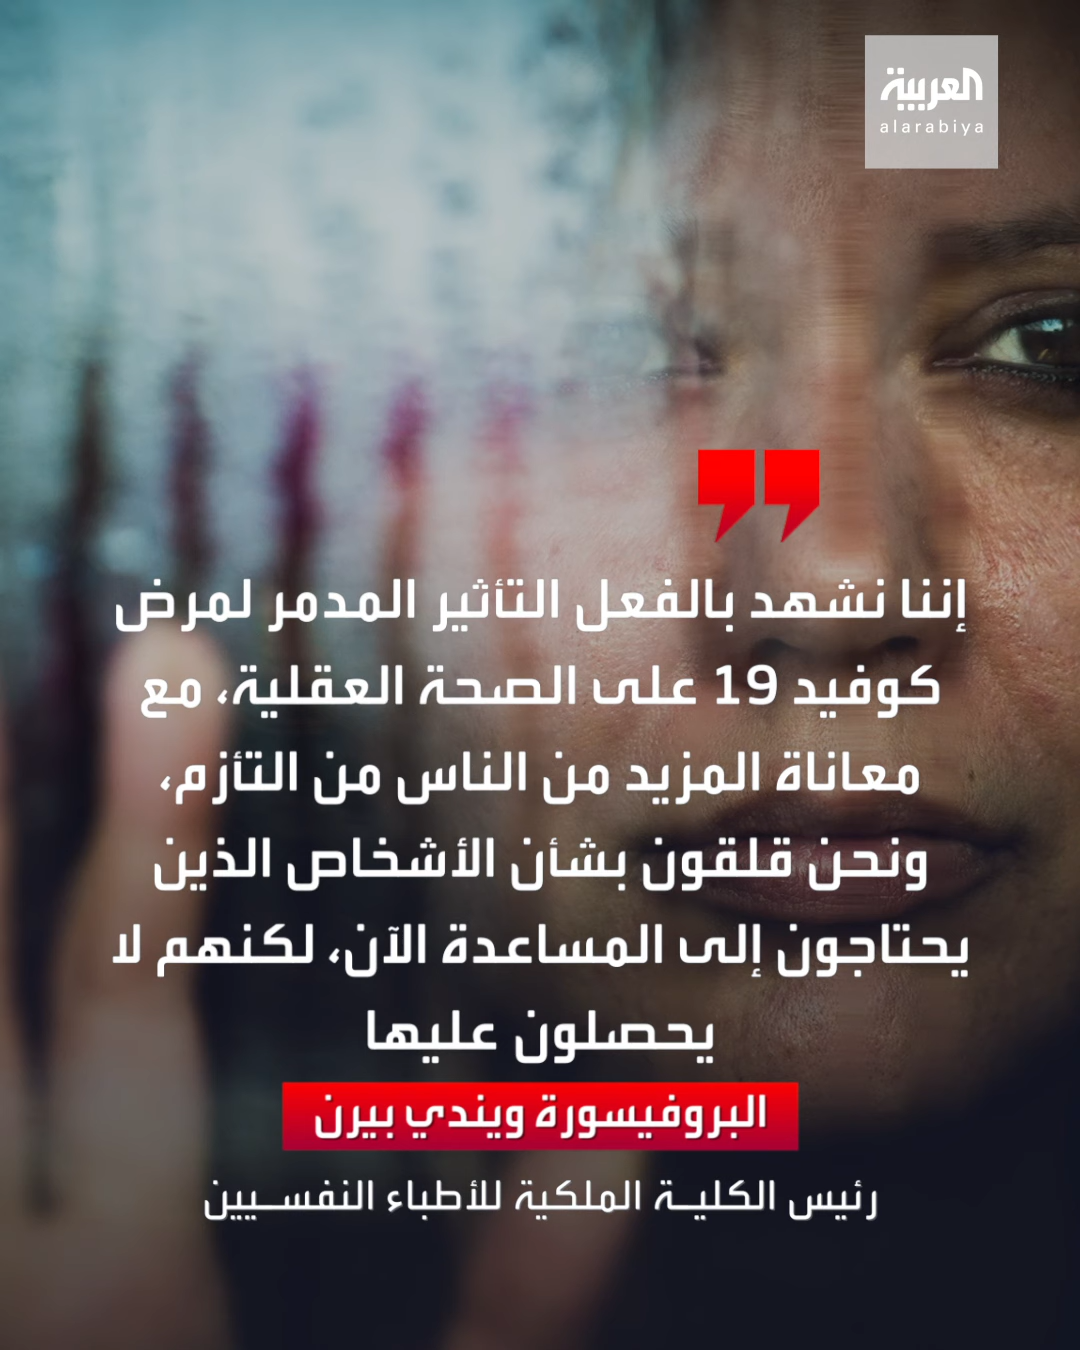 العربية
alarabiya
إننا نشهد بالفعل التأثير المدمر لمرض
كوفيد 19 على الصحة العقلية، مع
معاناة المزيد من الناس من التأزم،
ونحن قلقون بشأن الأشخاص الذين
يحتاجون إلى المساعدة الآن، لكنهم لا
يحصلون عليها
البروفيسورة ويندي بيرن
رئيس الكليــة الملكية للأطباء النفســيين